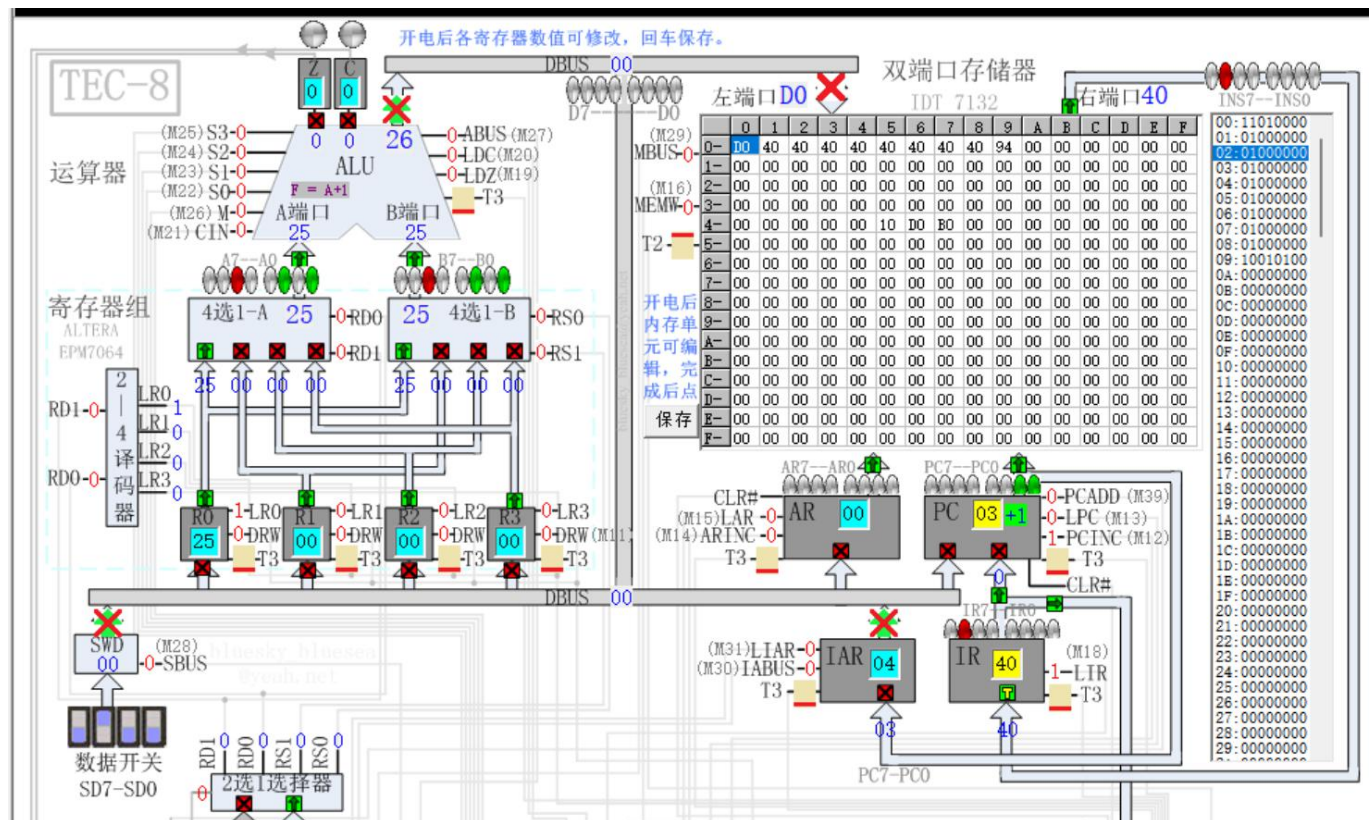 开电后各寄存器数值可修改，回车保存。
TEC-8
Z C
0 0
0 0
DBUS 00
D7-------D0
双端口存储器
左端口D0
IDT 7132
右端口40
INS7--INS0
运算器
(M25) S3-0
(M24) S2-0
(M23) S1-0
(M22) S0-0
(M26) M-0
(M21) CIN-0
26
ALU
F = A+1
A端口
25
B端口
25
0-ABUS (M27)
0-LDC(M20)
0-LDZ(M19)
T3
(M29)
MBUS-0
(M16)
MEMW-0
T2
0 1 2 3 4 5 6 7 8 9 A B C D E F
0- D0 40 40 40 40 40 40 40 40 94 00 00 00 00 00 00
1- 00 00 00 00 00 00 00 00 00 00 00 00 00 00 00 00
2- 00 00 00 00 00 00 00 00 00 00 00 00 00 00 00 00
3- 00 00 00 00 00 00 00 00 00 00 00 00 00 00 00 00
4- 00 00 00 00 00 10 D0 B0 00 00 00 00 00 00 00 00
5- 00 00 00 00 00 00 00 00 00 00 00 00 00 00 00 00
6- 00 00 00 00 00 00 00 00 00 00 00 00 00 00 00 00
7- 00 00 00 00 00 00 00 00 00 00 00 00 00 00 00 00
8- 00 00 00 00 00 00 00 00 00 00 00 00 00 00 00 00
9- 00 00 00 00 00 00 00 00 00 00 00 00 00 00 00 00
A- 00 00 00 00 00 00 00 00 00 00 00 00 00 00 00 00
B- 00 00 00 00 00 00 00 00 00 00 00 00 00 00 00 00
C- 00 00 00 00 00 00 00 00 00 00 00 00 00 00 00 00
D- 00 00 00 00 00 00 00 00 00 00 00 00 00 00 00 00
E- 00 00 00 00 00 00 00 00 00 00 00 00 00 00 00 00
F- 00 00 00 00 00 00 00 00 00 00 00 00 00 00 00 00
开电后
内存单
元可编
辑，完
成后点
保存
00:11010000
01:01000000
02:01000000
03:01000000
04:01000000
05:01000000
06:01000000
07:01000000
08:01000000
09:10010100
0A:00000000
0B:00000000
0C:00000000
0D:00000000
0E:00000000
0F:00000000
10:00000000
11:00000000
12:00000000
13:00000000
14:00000000
15:00000000
16:00000000
17:00000000
18:00000000
19:00000000
1A:00000000
1B:00000000
1C:00000000
1D:00000000
1E:00000000
1F:00000000
20:00000000
21:00000000
22:00000000
23:00000000
24:00000000
25:00000000
26:00000000
27:00000000
28:00000000
29:00000000
A7--A0
B7--B0
寄存器组
ALTERA
EPM7064
4选1-A 25
0-RD0
0-RD1
25 4选1-B
0-RS0
0-RS1
25 00 00 00
25 00 00 00
RD1-0-
RD0-0-
2—4译码器
LR0 1
LR1 0
LR2 0
LR3 0
R0 25
1-LR0
0-DRW
T3
R1 00
0-LR1
0-DRW
T3
R2 00
0-LR2
0-DRW
T3
R3 00
0-LR3
0-DRW (M11)
T3
DBUS 00
AR7--AR0
CLR#
(M15)LAR-0
(M14)ARINC-0
T3
AR 00
PC7--PC0
PC 03 +1
0-PCADD (M39)
0-LPC (M13)
1-PCINC (M12)
T3
CLR#
0
SWD
00
(M28)
0-SBUS
bluesky_bluesea
@yeah.net
数据开关
SD7-SD0
(M31)LIAR-0
(M30)IABUS-0
T3
IAR 04
03
PC7-PC0
IR7--IR0
IR 40
(M18)
1-LIR
T3
40
RD1 0
RD0 0
RS1 0
RS0 0
0
2选1选择器